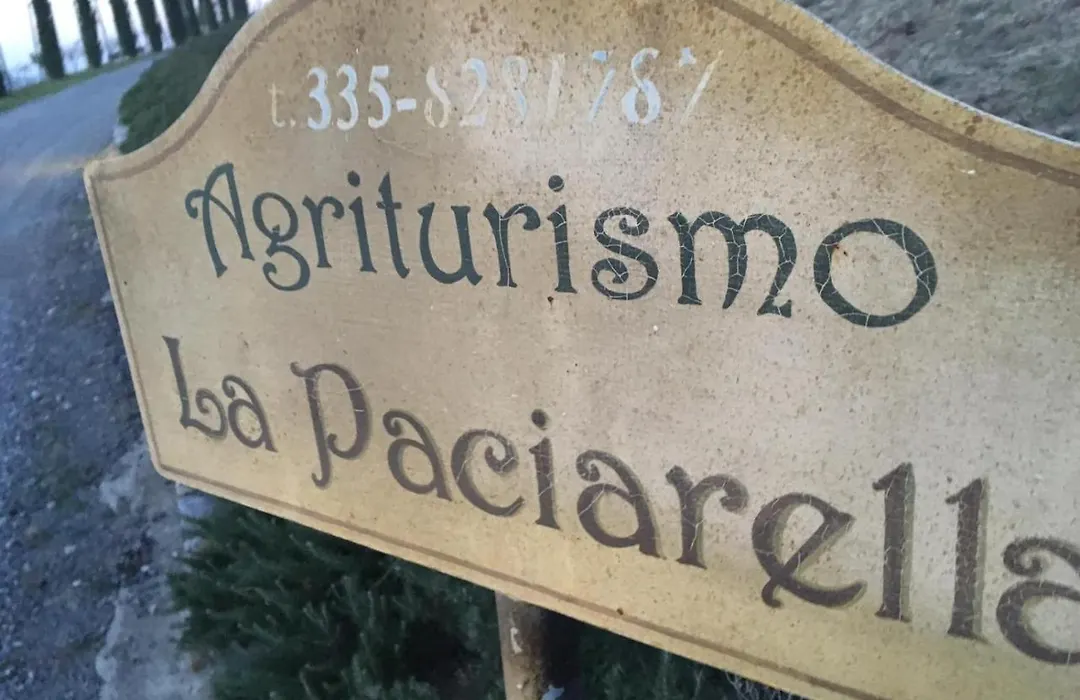 t. 335-
Agriturismo
La Paciarella